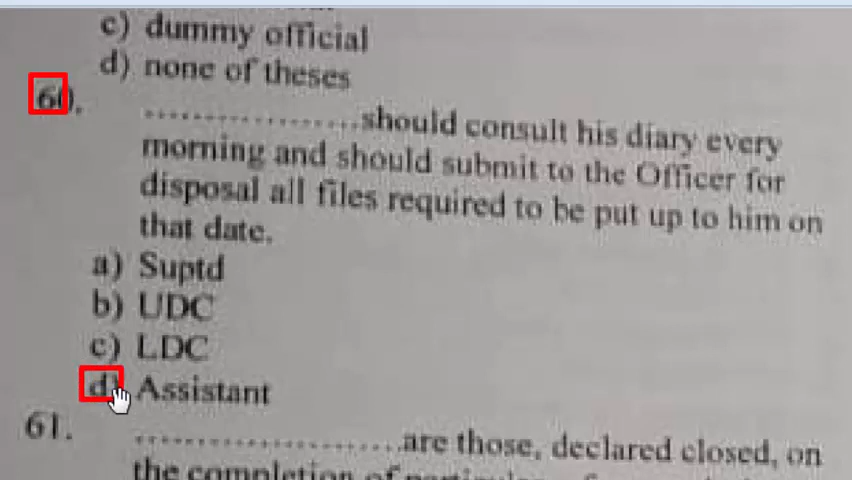 c) dummy official
d) none of theses
60.
....................should consult his diary every
morning and should submit to the Officer for
disposal all files required to be put up to him on
that date.
a) Suptd
b) UDC
c) LDC
d) Assistant
61.
.........................are those, declared closed, on
the completion of